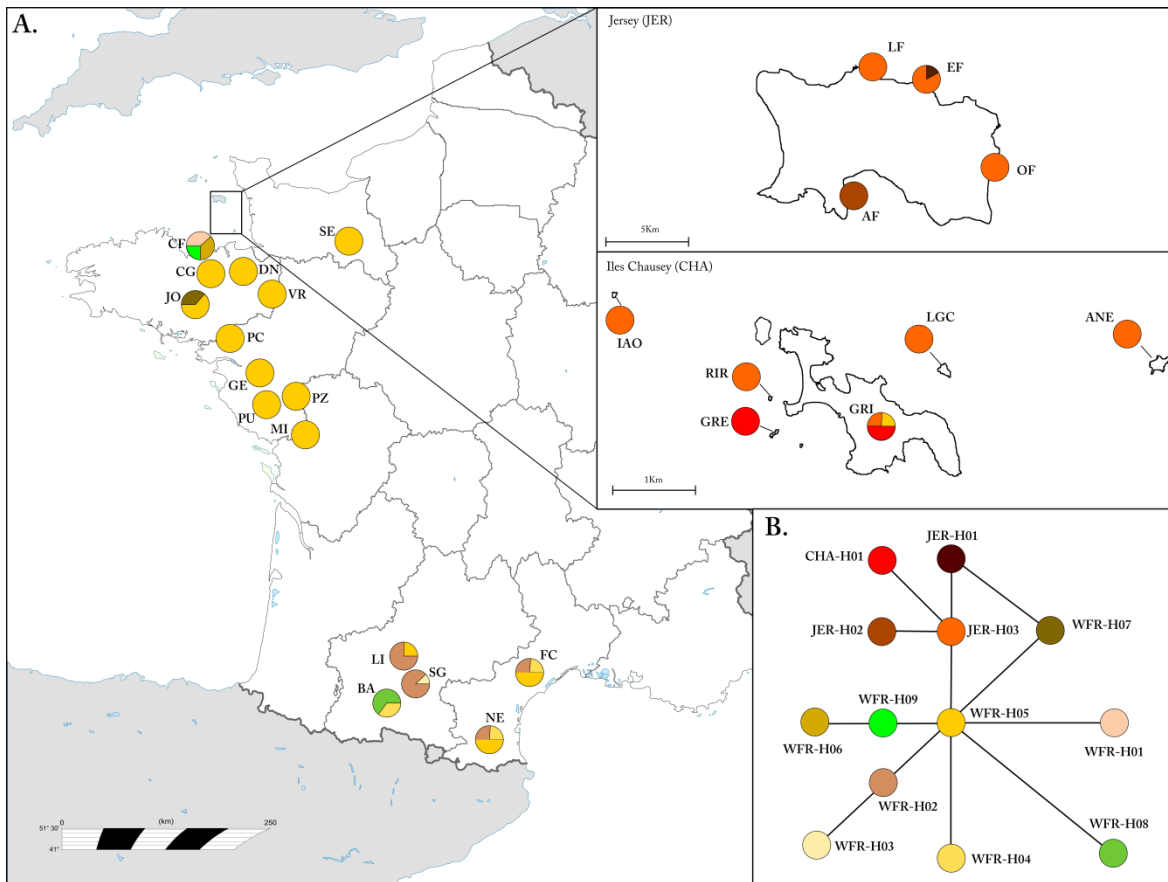 A.
CF
SE
CG
DN
JO
VR
PC
GE
PZ
PU
MI
LI
FC
SG
BA
NE
0
(km)
250
51° 30'
41°
Jersey (JER)
LF
EF
OF
AF
5Km
Iles Chausey (CHA)
IAO
LGC
ANE
RIR
GRI
GRE
1Km
B.
JER-H01
CHA-H01
JER-H02
JER-H03
WFR-H07
WFR-H09
WFR-H05
WFR-H06
WFR-H01
WFR-H02
WFR-H08
WFR-H03
WFR-H04